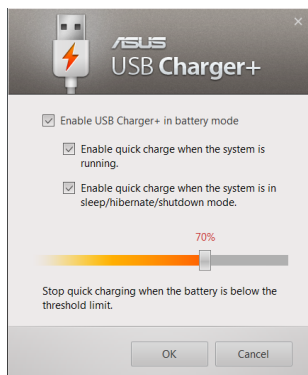 ASUS
USB Charger+
Enable USB Charger+ in battery mode
Enable quick charge when the system is
running.
Enable quick charge when the system is in
sleep/hibernate/shutdown mode.
70%
Stop quick charging when the battery is below the
threshold limit.
OK
Cancel